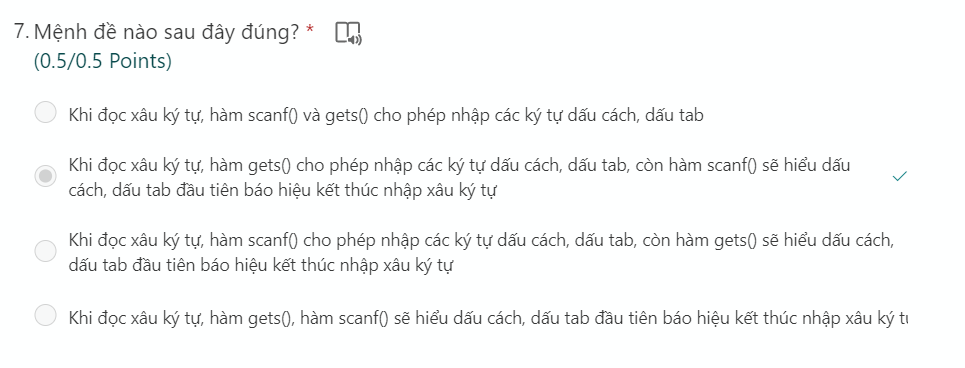 7. Mệnh đề nào sau đây đúng? *
(0.5/0.5 Points)
Khi đọc xâu ký tự, hàm scanf() và gets() cho phép nhập các ký tự dấu cách, dấu tab
Khi đọc xâu ký tự, hàm gets() cho phép nhập các ký tự dấu cách, dấu tab, còn hàm scanf() sẽ hiểu dấu
cách, dấu tab đầu tiên báo hiệu kết thúc nhập xâu ký tự
Khi đọc xâu ký tự, hàm scanf() cho phép nhập các ký tự dấu cách, dấu tab, còn hàm gets() sẽ hiểu dấu cách,
dấu tab đầu tiên báo hiệu kết thúc nhập xâu ký tự
Khi đọc xâu ký tự, hàm gets(), hàm scanf() sẽ hiểu dấu cách, dấu tab đầu tiên báo hiệu kết thúc nhập xâu ký